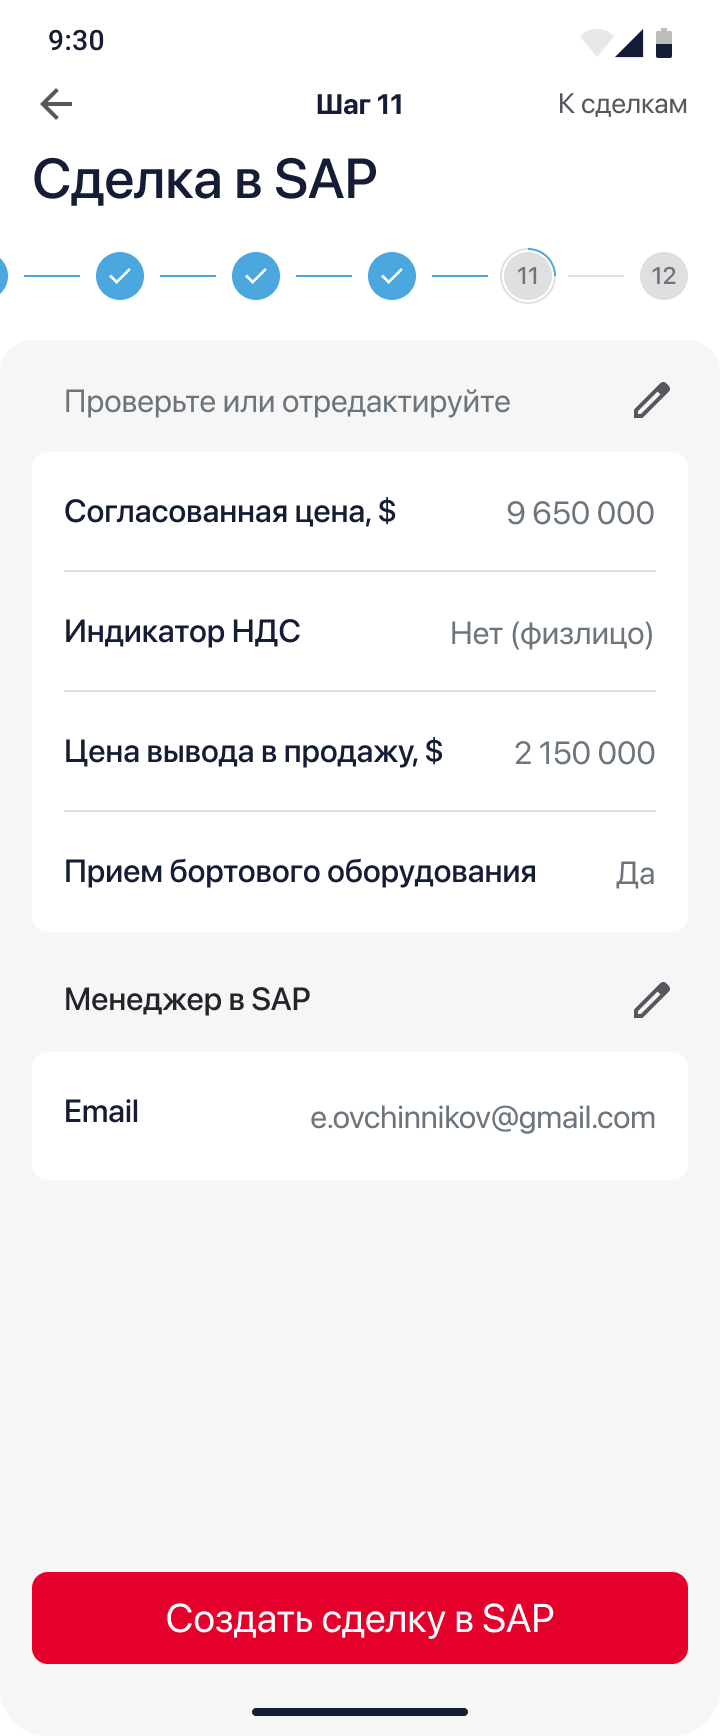 9:30
Шаг 11
К сделкам
Сделка в SAP
11
12
Проверьте или отредактируйте
Согласованная цена, $
9 650 000
Индикатор НДС
Нет (физлицо)
Цена вывода в продажу, $
2 150 000
Прием бортового оборудования
Да
Менеджер в SAP
Email
e.ovchinnikov@gmail.com
Создать сделку в SAP